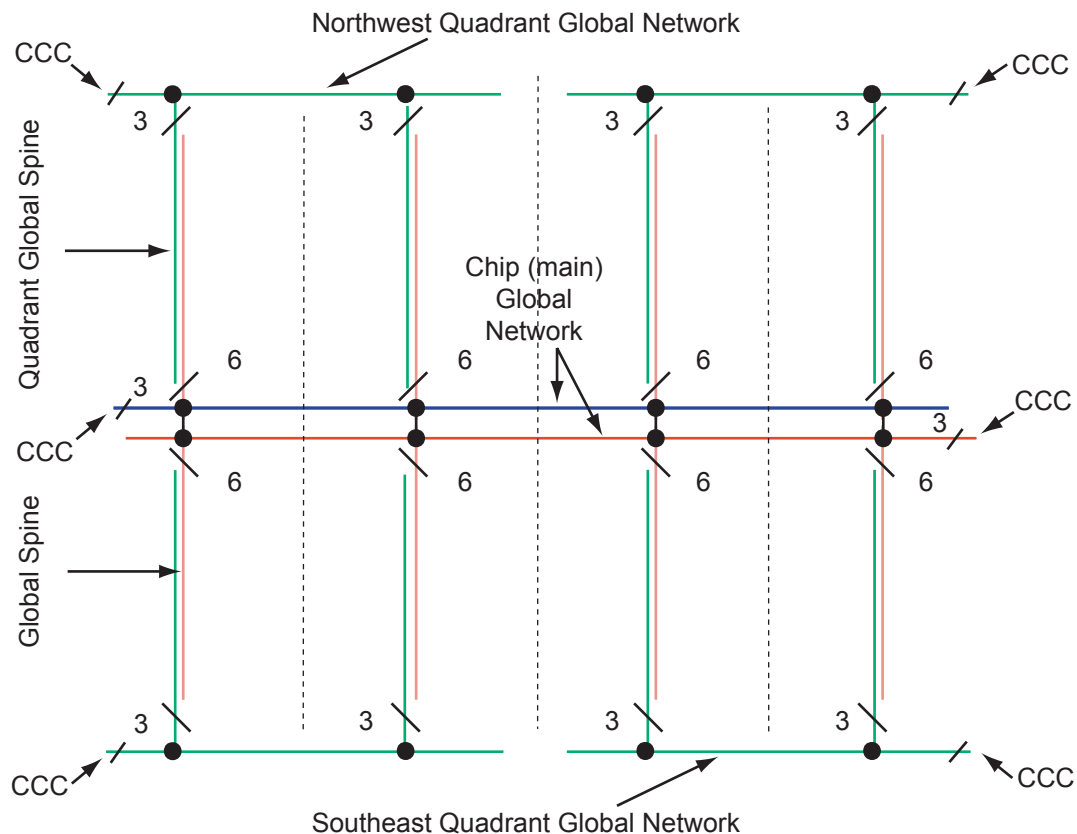 Northwest Quadrant Global Network
CCC
CCC
3
3
3
3
Quadrant Global Spine
Chip (main)
Global
Network
6
6
6
6
3
CCC
3
CCC
6
6
6
6
Global Spine
3
3
3
3
CCC
CCC
Southeast Quadrant Global Network